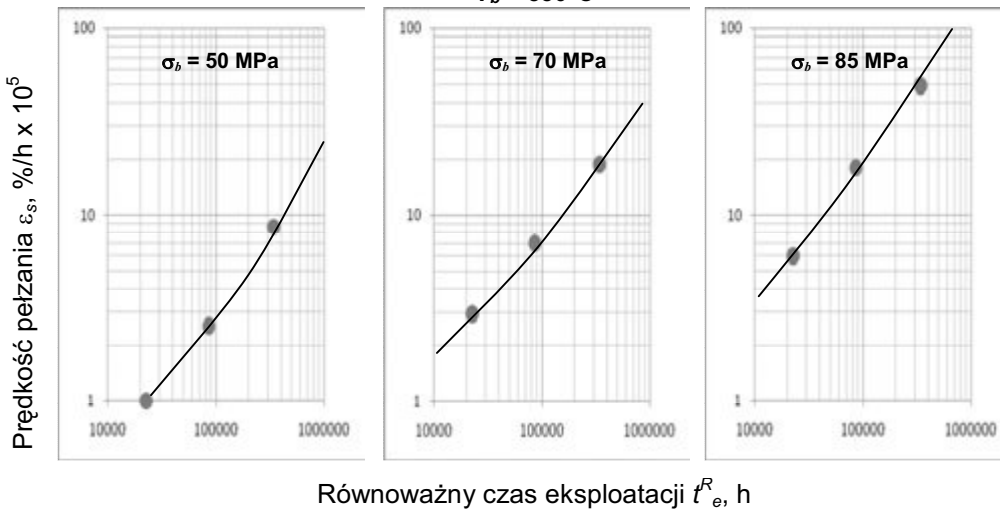 σb = 50 MPa
σb = 70 MPa
σb = 85 MPa
100
10
1
10000 100000 1000000
100
10
1
10000 100000 1000000
100
10
1
10000 100000 1000000
Prędkość pełzania εs, %/h x 10⁵
Równoważny czas eksploatacji tᴿe, h